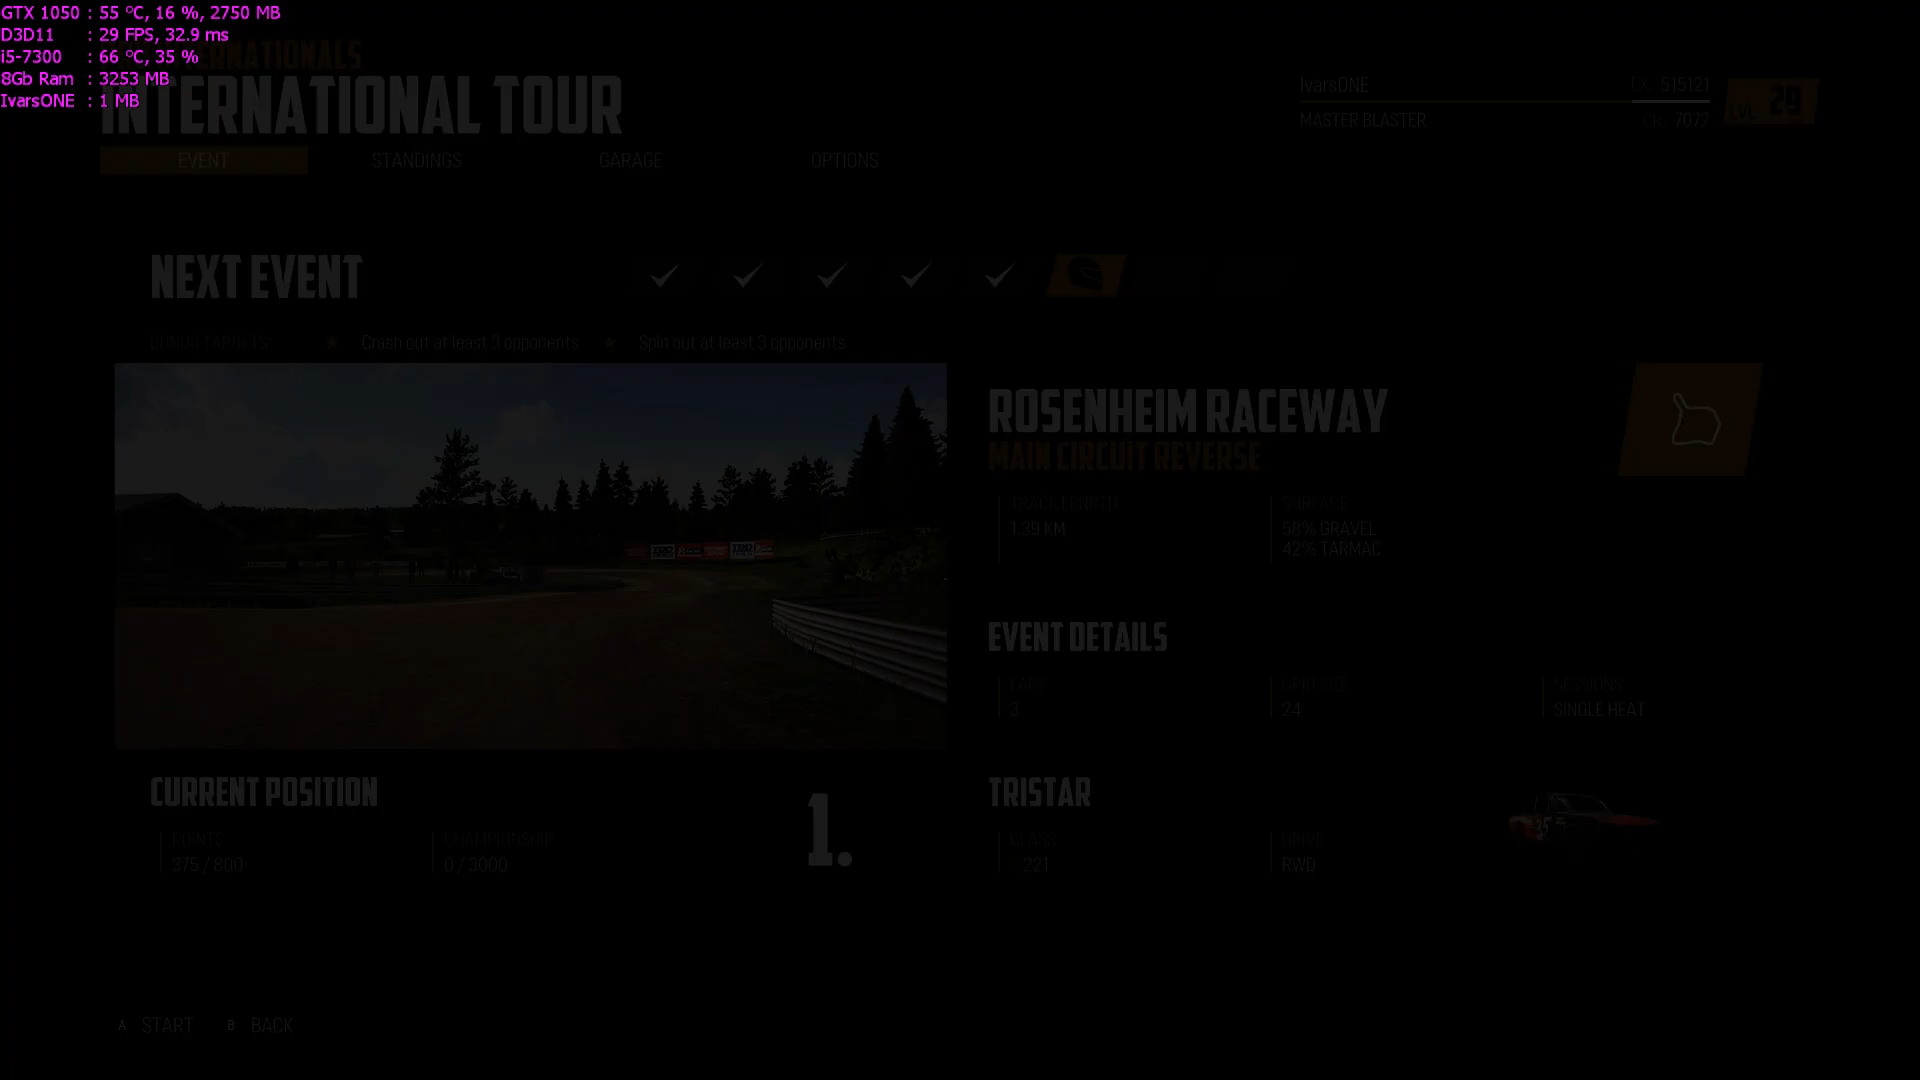 GTX 1050 : 55 °C, 16 %, 2750 MB
D3D11 : 29 FPS, 32.9 ms
i5-7300 : 66 °C, 35 %
8Gb Ram : 3253 MB
IvarsONE : 1 MB
INTERNATIONAL TOUR
IvarsONE EX. 515121
MASTER BLASTER CR. 7072
LVL 29
EVENT STANDINGS GARAGE OPTIONS
NEXT EVENT
BONUS TARGETS: Crash out at least 3 opponents Spin out at least 3 opponents
ROSENHEIM RACEWAY
MAIN CIRCUIT REVERSE
TRACK LENGTH
1.39 KM
SURFACE
58% GRAVEL
42% TARMAC
EVENT DETAILS
LAPS
3
GRID SIZE
24
SESSIONS
SINGLE HEAT
CURRENT POSITION
1.
POINTS
375 / 800
CHAMPIONSHIP
0 / 3000
TRISTAR
CLASS
221
DRIVE
RWD
A START B BACK